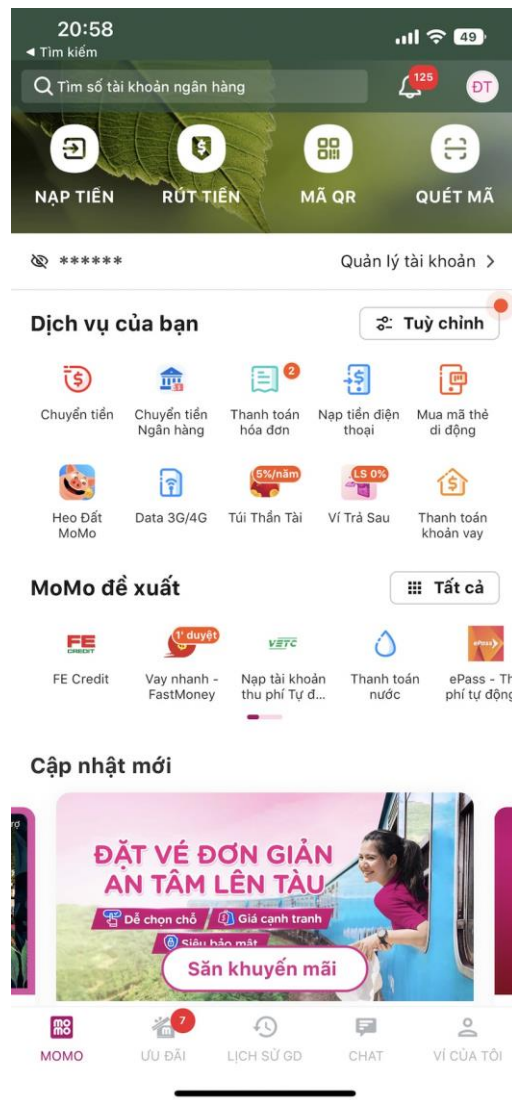 20:58
49
◀ Tìm kiếm
Tìm số tài khoản ngân hàng
125
ĐT
NẠP TIỀN
RÚT TIỀN
MÃ QR
QUÉT MÃ
******
Quản lý tài khoản >
Dịch vụ của bạn
Tuỳ chỉnh
2
Chuyển tiền
Chuyển tiền
Ngân hàng
Thanh toán
hóa đơn
Nạp tiền điện
thoại
Mua mã thẻ
di động
5%/năm
LS 0%
Heo Đất
MoMo
Data 3G/4G
Túi Thần Tài
Ví Trả Sau
Thanh toán
khoản vay
MoMo đề xuất
Tất cả
FE
CREDIT
1' duyệt
VETC
ePass
FE Credit
Vay nhanh -
FastMoney
Nạp tài khoản
thu phí Tự đ...
Thanh toán
nước
ePass - Th
phí tự động
Cập nhật mới
ĐẶT VÉ ĐƠN GIẢN
AN TÂM LÊN TÀU
Dễ chọn chỗ
Giá cạnh tranh
Siêu bảo mật
Săn khuyến mãi
mo
mo
7
MOMO
ƯU ĐÃI
LỊCH SỬ GD
CHAT
VÍ CỦA TÔI